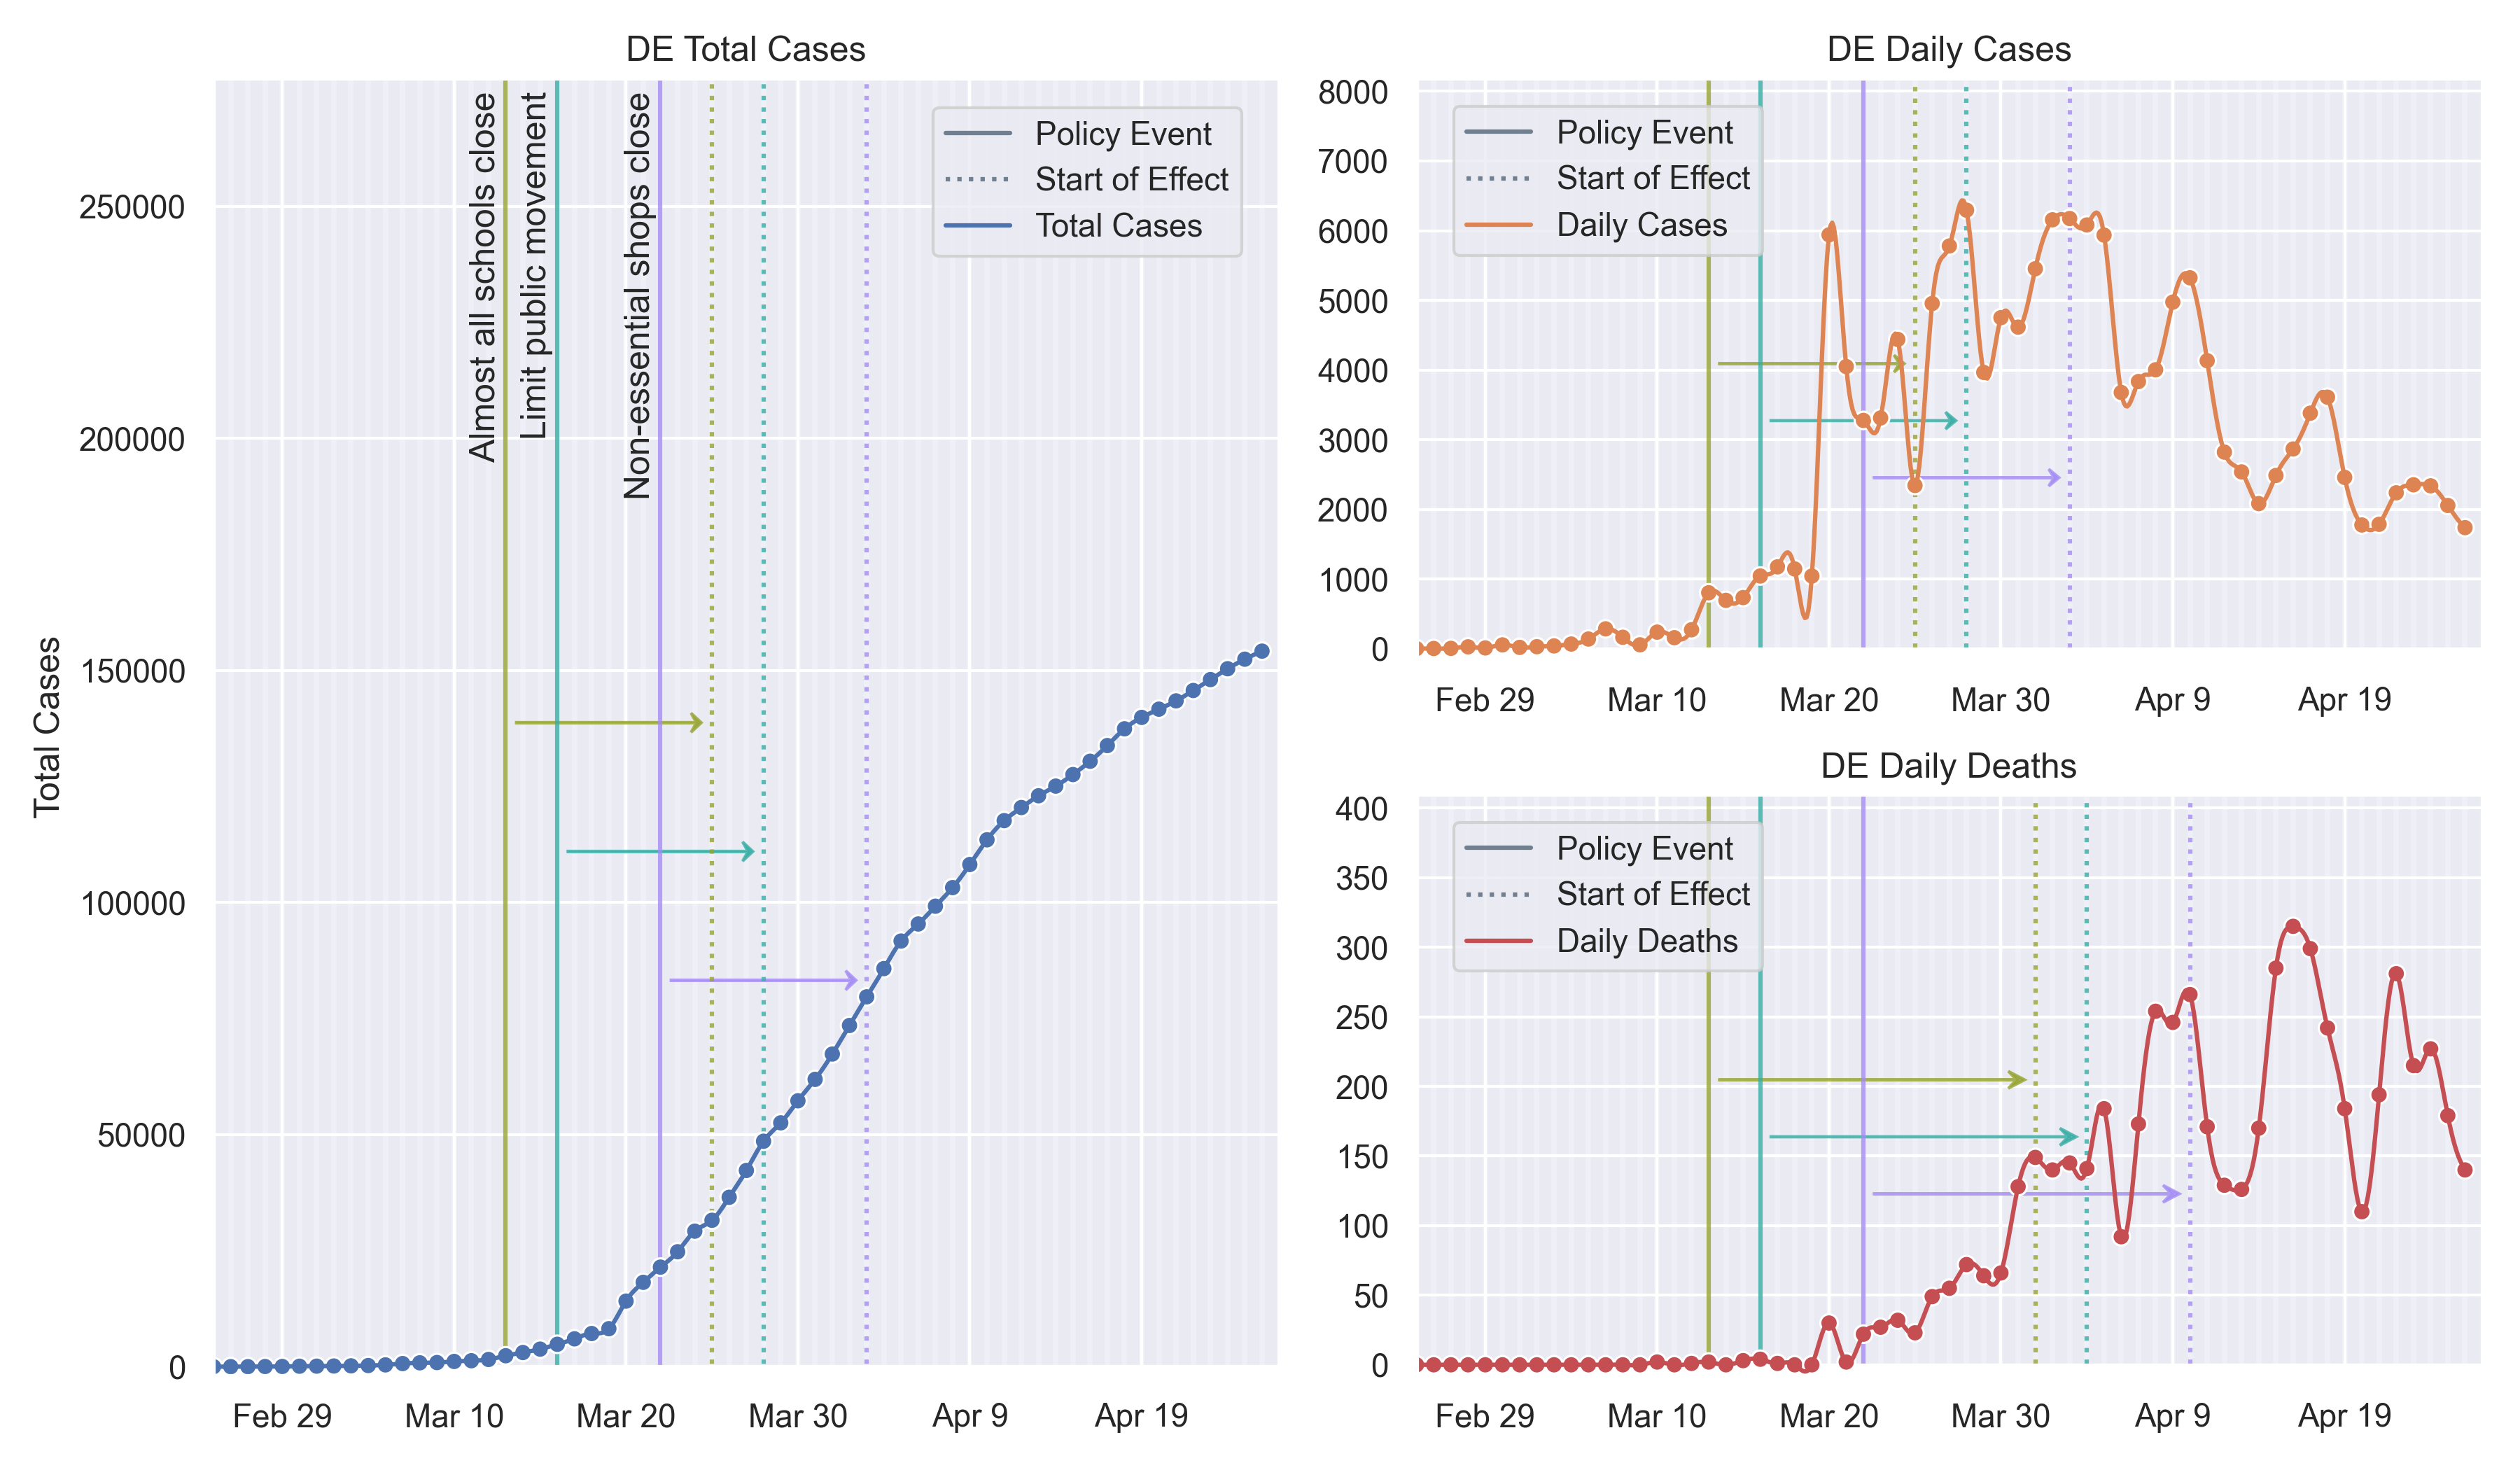 DE Total Cases
Almost all schools close
Limit public movement
Non-essential shops close
Policy Event
Start of Effect
Total Cases
Total Cases
250000
200000
150000
100000
50000
0
Feb 29
Mar 10
Mar 20
Mar 30
Apr 9
Apr 19
DE Daily Cases
Policy Event
Start of Effect
Daily Cases
8000
7000
6000
5000
4000
3000
2000
1000
0
Feb 29
Mar 10
Mar 20
Mar 30
Apr 9
Apr 19
DE Daily Deaths
Policy Event
Start of Effect
Daily Deaths
400
350
300
250
200
150
100
50
0
Feb 29
Mar 10
Mar 20
Mar 30
Apr 9
Apr 19